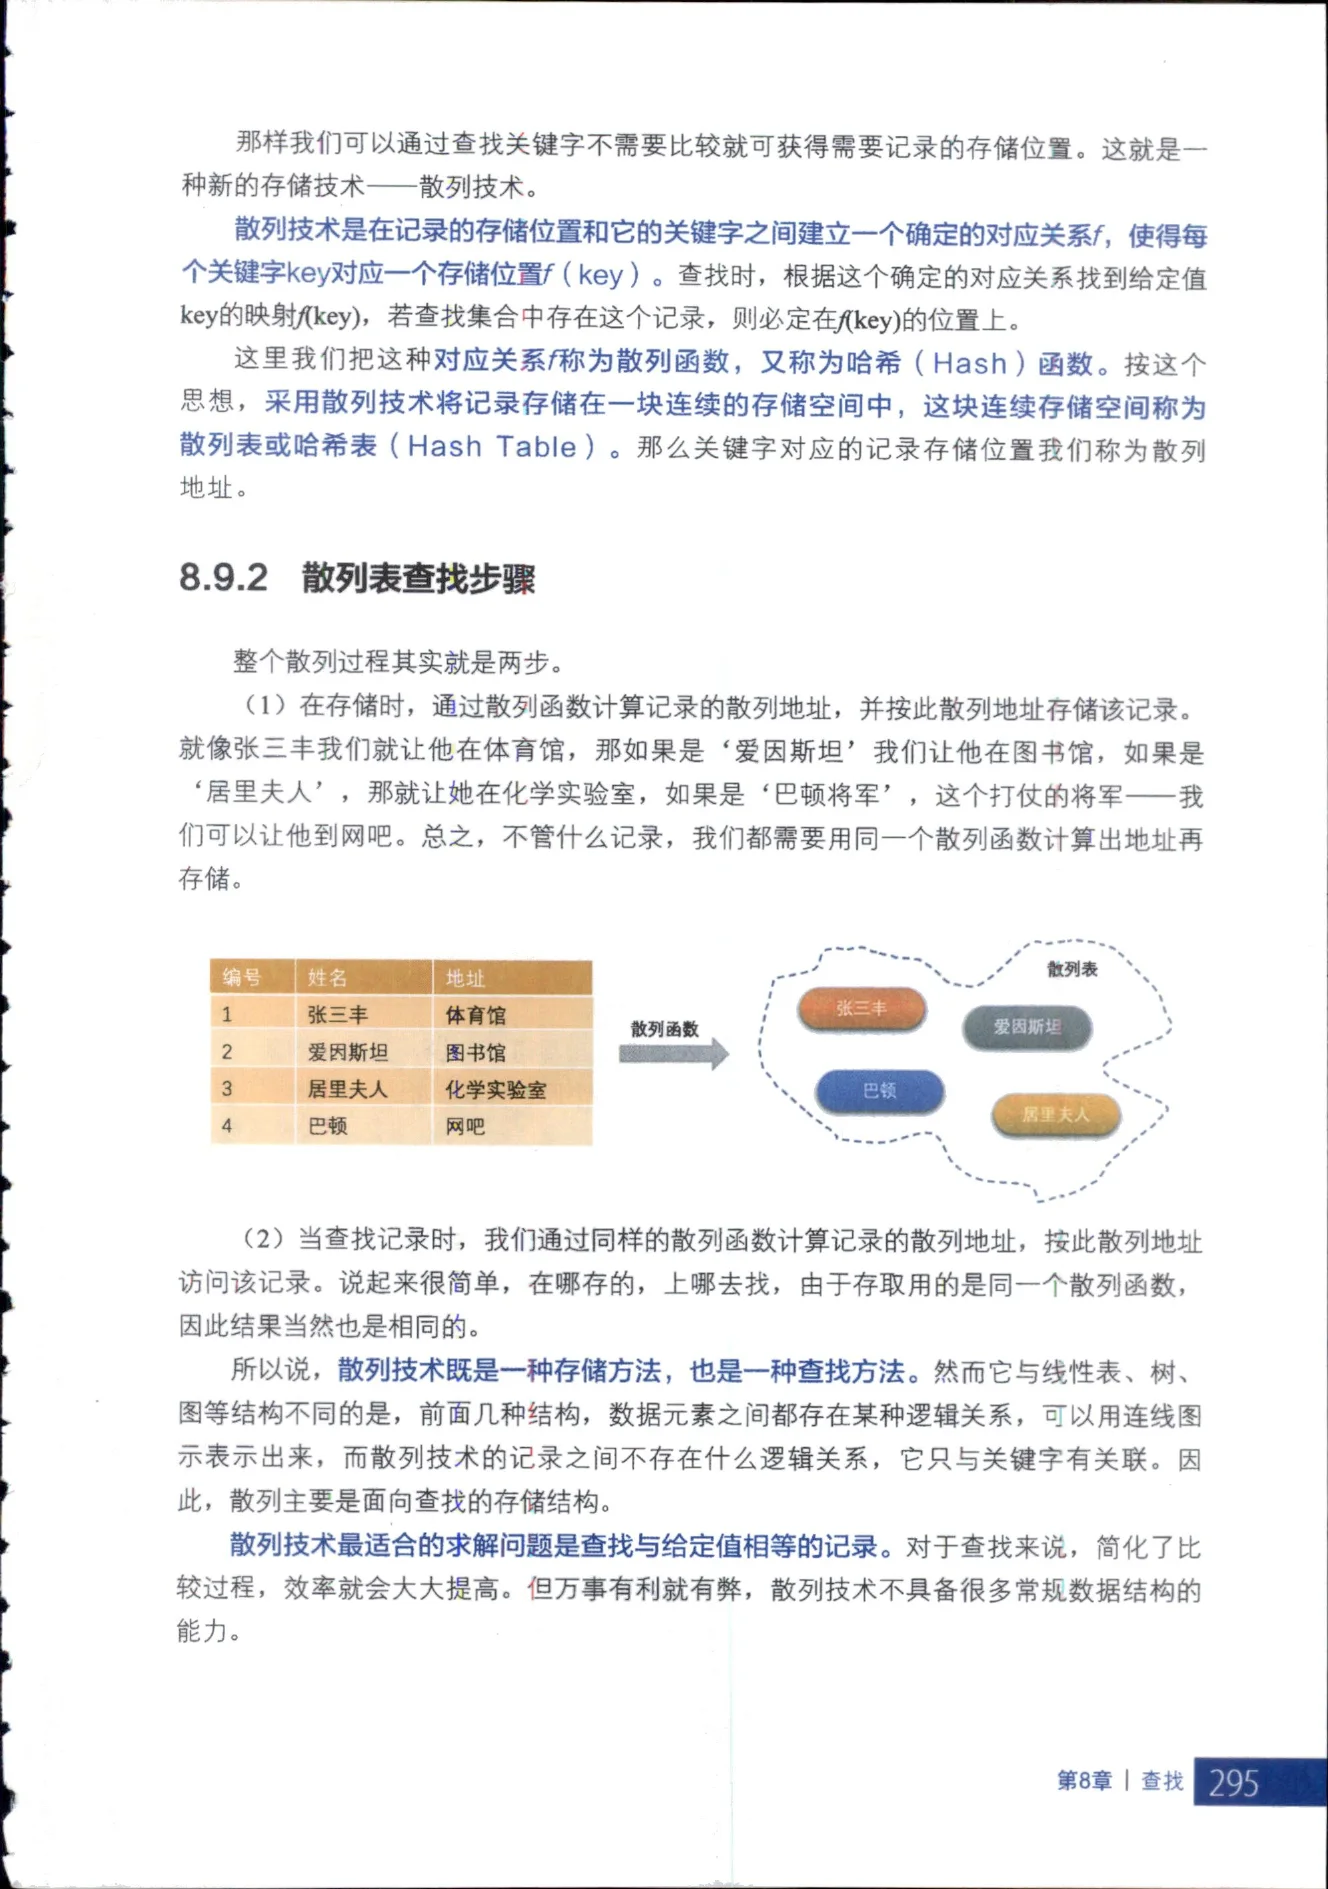 那样我们可以通过查找关键字不需要比较就可获得需要记录的存储位置。这就是一
种新的存储技术——散列技术。
散列技术是在记录的存储位置和它的关键字之间建立一个确定的对应关系f，使得每
个关键字key对应一个存储位置f（key）。查找时，根据这个确定的对应关系找到给定值
key的映射f(key)，若查找集合中存在这个记录，则必定在f(key)的位置上。
这里我们把这种对应关系f称为散列函数，又称为哈希（Hash）函数。按这个
思想，采用散列技术将记录存储在一块连续的存储空间中，这块连续存储空间称为
散列表或哈希表（Hash Table）。那么关键字对应的记录存储位置我们称为散列
地址。
8.9.2 散列表查找步骤
整个散列过程其实就是两步。
（1）在存储时，通过散列函数计算记录的散列地址，并按此散列地址存储该记录。
就像张三丰我们就让他在体育馆，那如果是‘爱因斯坦’我们让他在图书馆，如果是
‘居里夫人’，那就让她在化学实验室，如果是‘巴顿将军’，这个打仗的将军——我
们可以让他到网吧。总之，不管什么记录，我们都需要用同一个散列函数计算出地址再
存储。
编号 姓名 地址
1 张三丰 体育馆
2 爱因斯坦 图书馆
3 居里夫人 化学实验室
4 巴顿 网吧
散列函数
散列表
张三丰
爱因斯坦
巴顿
居里夫人
（2）当查找记录时，我们通过同样的散列函数计算记录的散列地址，按此散列地址
访问该记录。说起来很简单，在哪存的，上哪去找，由于存取用的是同一个散列函数，
因此结果当然也是相同的。
所以说，散列技术既是一种存储方法，也是一种查找方法。然而它与线性表、树、
图等结构不同的是，前面几种结构，数据元素之间都存在某种逻辑关系，可以用连线图
示表示出来，而散列技术的记录之间不存在什么逻辑关系，它只与关键字有关联。因
此，散列主要是面向查找的存储结构。
散列技术最适合的求解问题是查找与给定值相等的记录。对于查找来说，简化了比
较过程，效率就会大大提高。但万事有利就有弊，散列技术不具备很多常规数据结构的
能力。
第8章 | 查找 295